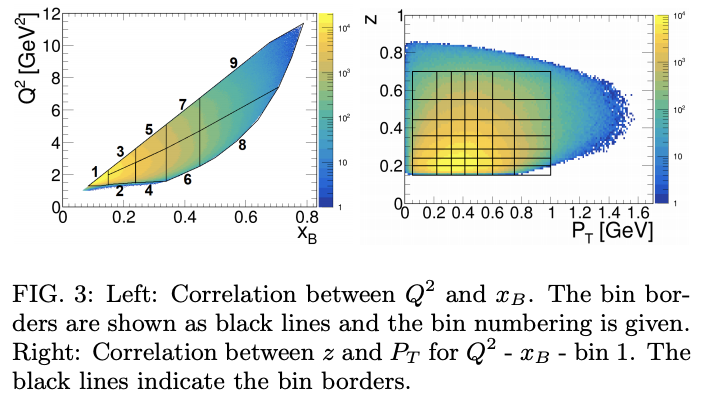 12
10
8
6
4
2
0
Q² [GeV²]
0 0.2 0.4 0.6 0.8
x_B
1 2 3 4 5 6 7 8 9
10⁴
10³
10²
10
1
1
0.8
0.6
0.4
0.2
0
z
0 0.2 0.4 0.6 0.8 1 1.2 1.4 1.6
P_T [GeV]
10⁴
10³
10²
10
1
FIG. 3: Left: Correlation between Q² and x_B. The bin bor-
ders are shown as black lines and the bin numbering is given.
Right: Correlation between z and P_T for Q² - x_B - bin 1. The
black lines indicate the bin borders.